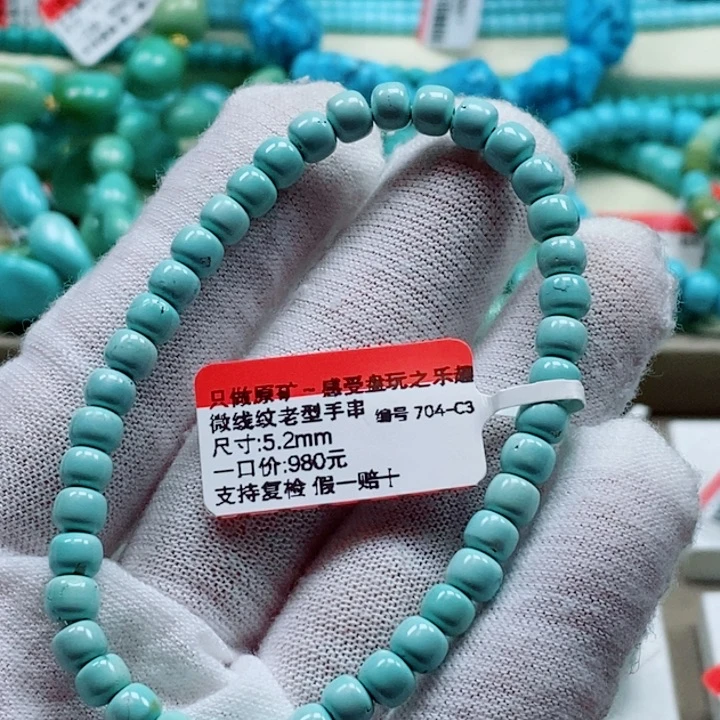 只做原矿~感受盘玩之乐趣
微线纹老型手串 编号 704-C3
尺寸:5.2mm
一口价:980元
支持复检 假一赔十